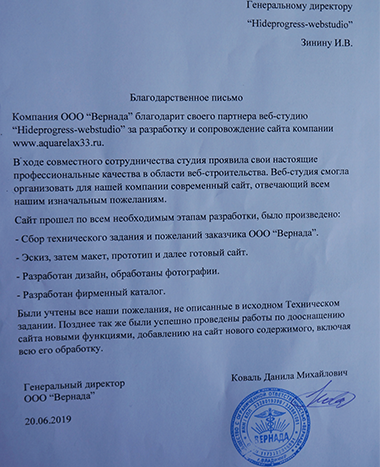 Генеральному директору
“Hideprogress-webstudio”
Зинину И.В.
Благодарственное письмо
Компания ООО “Вернада” благодарит своего партнера веб-студию
“Hideprogress-webstudio” за разработку и сопровождение сайта компании
www.aquarelax33.ru.
В ходе совместного сотрудничества студия проявила свои настоящие
профессиональные качества в области веб-строительства. Веб-студия смогла
организовать для нашей компании современный сайт, отвечающий всем
нашим изначальным пожеланиям.
Сайт прошел по всем необходимым этапам разработки, было произведено:
- Сбор технического задания и пожеланий заказчика ООО “Вернада”.
- Эскиз, затем макет, прототип и далее готовый сайт.
- Разработан дизайн, обработаны фотографии.
- Разработан фирменный каталог.
Были учтены все наши пожелания, не описанные в исходном Техническом
задании. Позднее так же были успешно проведены работы по дооснащению
сайта новыми функциями, добавлению на сайт нового содержимого, включая
всю его обработку.
Коваль Данила Михайлович
Генеральный директор
ООО “Вернада”
20.06.2019
ВЕРНАДА